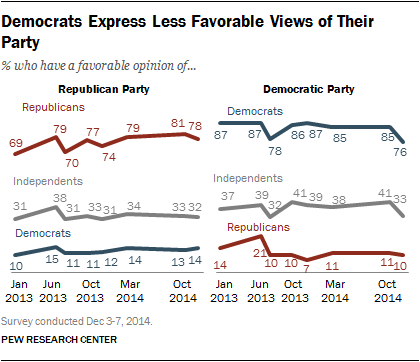 Democrats Express Less Favorable Views of Their
Party
% who have a favorable opinion of...
Republican Party
Republicans
69 79 70 77 74 79 81 78
Independents
31 38 31 33 31 34 33 32
Democrats
10 15 11 11 12 14 13 14
Jan Jun Oct Mar Oct
2013 2013 2013 2014 2014
Democratic Party
Democrats
87 87 78 86 87 85 85 76
Independents
37 39 32 41 39 38 41 33
Republicans
14 21 10 10 7 11 11 10
Jan Jun Oct Mar Oct
2013 2013 2013 2014 2014
Survey conducted Dec 3-7, 2014.
PEW RESEARCH CENTER